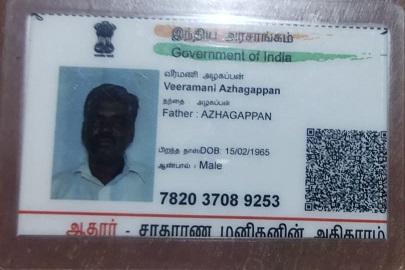 இந்திய அரசாங்கம்
Government of India
வீரமணி அழகப்பன்
Veeramani Azhagappan
தந்தை அழகப்பன்
Father : AZHAGAPPAN
பிறந்த நாள்/DOB: 15/02/1965
ஆண்பால் : Male
7820 3708 9253
ஆதார் - சாதாரண மனிதனின் அதிகாரம்